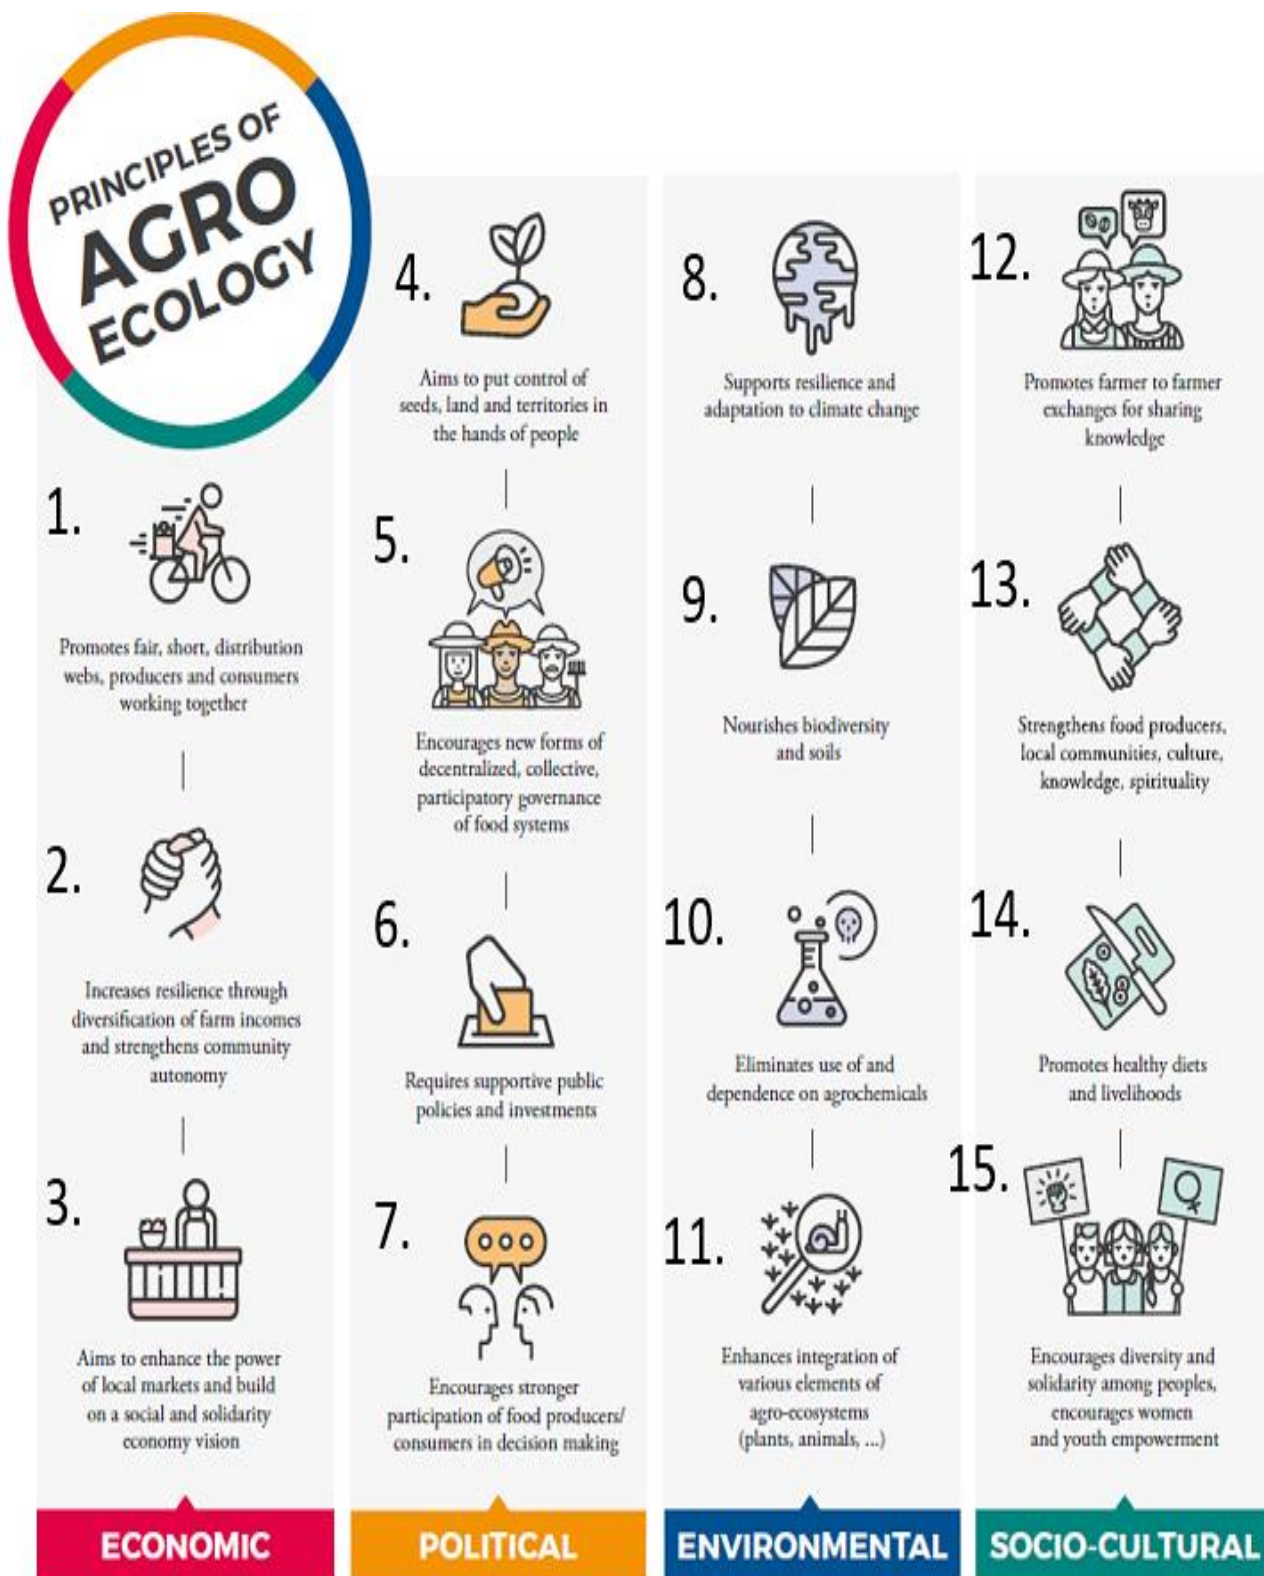 PRINCIPLES OF
AGRO
ECOLOGY
1.
Promotes fair, short, distribution
webs, producers and consumers
working together
2.
Increases resilience through
diversification of farm incomes
and strengthens community
autonomy
3.
Aims to enhance the power
of local markets and build
on a social and solidarity
economy vision
ECONOMIC
4.
Aims to put control of
seeds, land and territories in
the hands of people
5.
Encourages new forms of
decentralized, collective,
participatory governance
of food systems
6.
Requires supportive public
policies and investments
7.
Encourages stronger
participation of food producers/
consumers in decision making
POLITICAL
8.
Supports resilience and
adaptation to climate change
9.
Nourishes biodiversity
and soils
10.
Eliminates use of and
dependence on agrochemicals
11.
Enhances integration of
various elements of
agro-ecosystems
(plants, animals, ...)
ENVIRONMENTAL
12.
Promotes farmer to farmer
exchanges for sharing
knowledge
13.
Strengthens food producers,
local communities, culture,
knowledge, spirituality
14.
Promotes healthy diets
and livelihoods
15.
Encourages diversity and
solidarity among peoples,
encourages women
and youth empowerment
SOCIO-CULTURAL